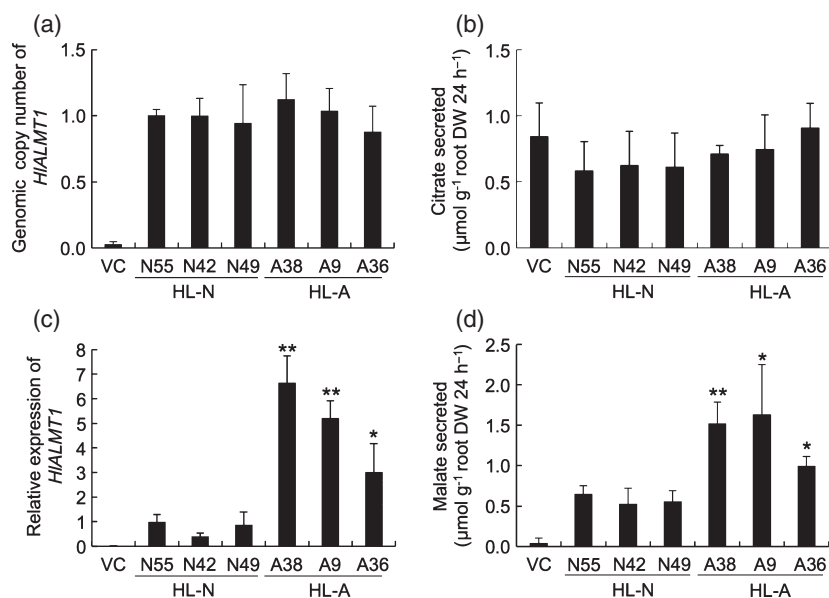 (a)
Genomic copy number of
HlALMT1
1.5
1.0
0.5
0.0
VC N55 N42 N49 A38 A9 A36
HL-N HL-A
(b)
Citrate secreted
(μmol g⁻¹ root DW 24 h⁻¹)
1.5
1.0
0.5
0.0
VC N55 N42 N49 A38 A9 A36
HL-N HL-A
(c)
Relative expression of
HlALMT1
8
7
6
5
4
3
2
1
0
** ** *
VC N55 N42 N49 A38 A9 A36
HL-N HL-A
(d)
Malate secreted
(μmol g⁻¹ root DW 24 h⁻¹)
2.5
2.0
1.5
1.0
0.5
0.0
** * *
VC N55 N42 N49 A38 A9 A36
HL-N HL-A